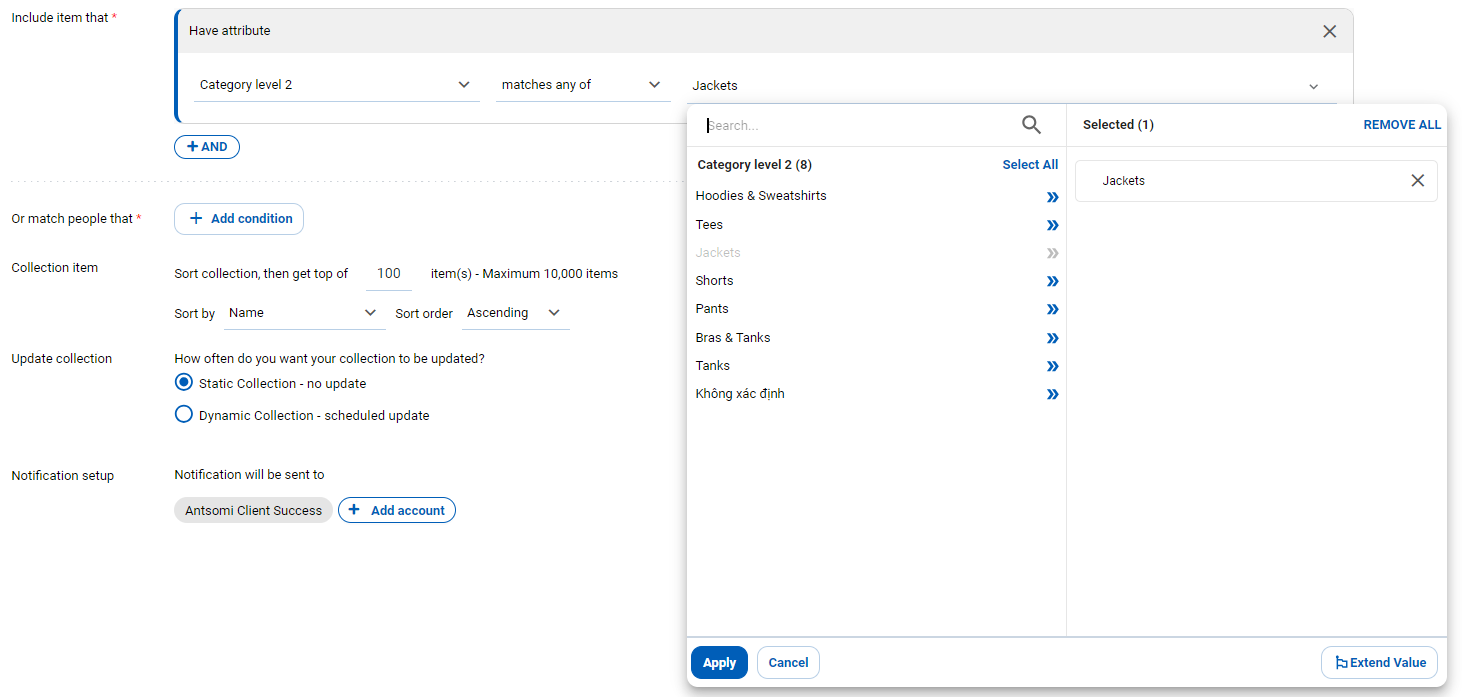 Include item that *
Have attribute
Category level 2
matches any of
Jackets
+ AND
Search...
Selected (1)
REMOVE ALL
Category level 2 (8)
Select All
Jackets
Hoodies & Sweatshirts
Tees
Jackets
Shorts
Pants
Bras & Tanks
Tanks
Không xác định
Or match people that *
+ Add condition
Collection item
Sort collection, then get top of 100 item(s) - Maximum 10,000 items
Sort by Name Sort order Ascending
Update collection
How often do you want your collection to be updated?
Static Collection - no update
Dynamic Collection - scheduled update
Notification setup
Notification will be sent to
Antsomi Client Success
+ Add account
Apply
Cancel
Extend Value